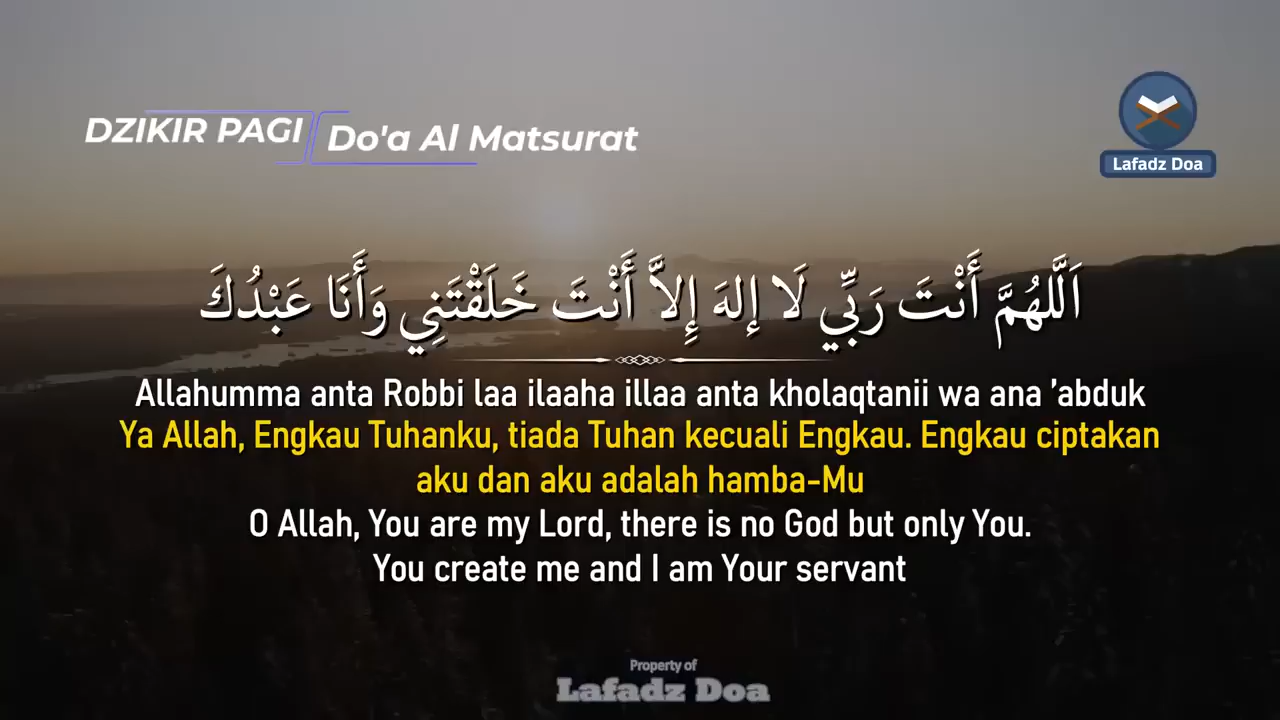 DZIKIR PAGI
Do'a Al Matsurat
Lafadz Doa
اَللَّهُمَّ أَنْتَ رَبِّي لَا إِلهَ إِلاَّ أَنْتَ خَلَقْتَنِي وَأَنَا عَبْدُكَ
Allahumma anta Robbi laa ilaaha illaa anta kholaqtanii wa ana 'abduk
Ya Allah, Engkau Tuhanku, tiada Tuhan kecuali Engkau. Engkau ciptakan
aku dan aku adalah hamba-Mu
O Allah, You are my Lord, there is no God but only You.
You create me and I am Your servant
Property of
Lafadz Doa